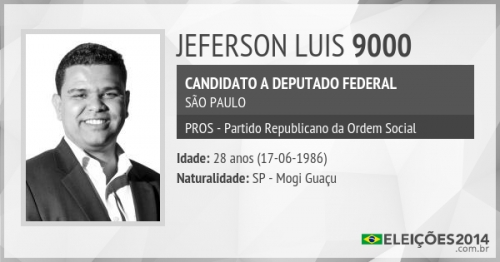 JEFERSON LUIS 9000
CANDIDATO A DEPUTADO FEDERAL
SÃO PAULO
PROS - Partido Republicano da Ordem Social
Idade: 28 anos (17-06-1986)
Naturalidade: SP - Mogi Guaçu
ELEIÇÕES2014
.com.br